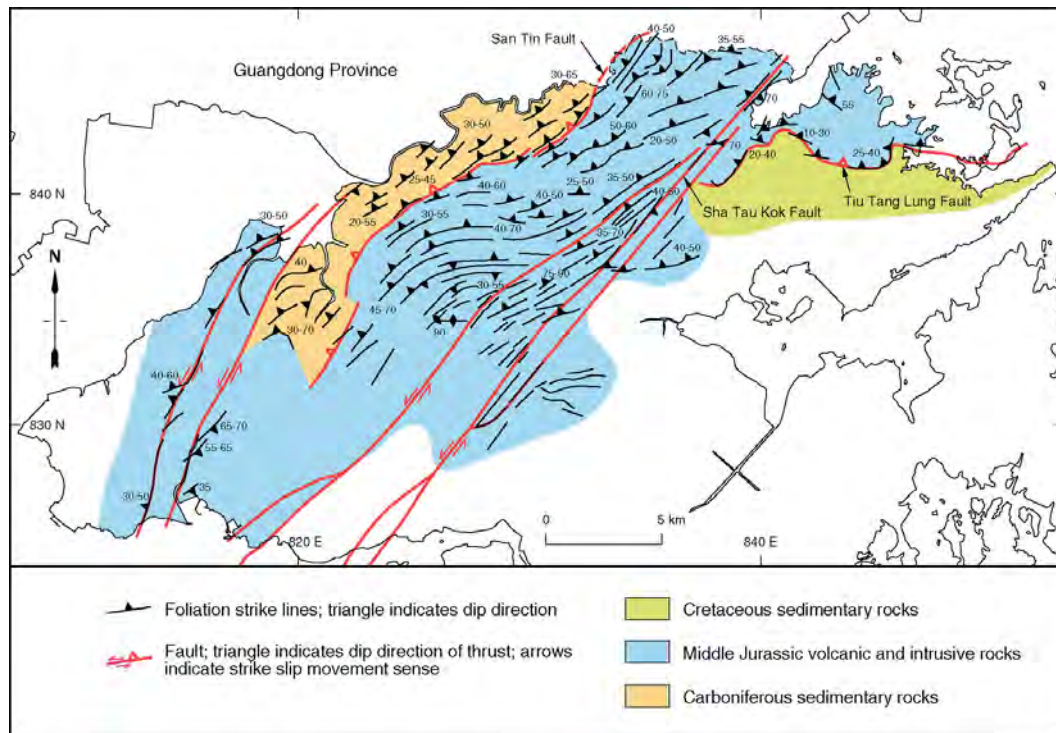 40-50
35-55
San Tin Fault
Guangdong Province
30-65
60-75
70
55
30-50
50-60
10-30
20-50
70
20-40
25-40
25-45
35-50
840 N
40-60
25-50
40-50
20-55
Tiu Tang Lung Fault
Sha Tau Kok Fault
30-50
30-55
40-70
35-70
40-50
N
40
25-90
30-55
45-70
30-70
90
40-60
830 N
65-70
55-65
35
30-50
0
5 km
820 E
840 E
Foliation strike lines; triangle indicates dip direction
Cretaceous sedimentary rocks
Fault; triangle indicates dip direction of thrust; arrows
indicate strike slip movement sense
Middle Jurassic volcanic and intrusive rocks
Carboniferous sedimentary rocks